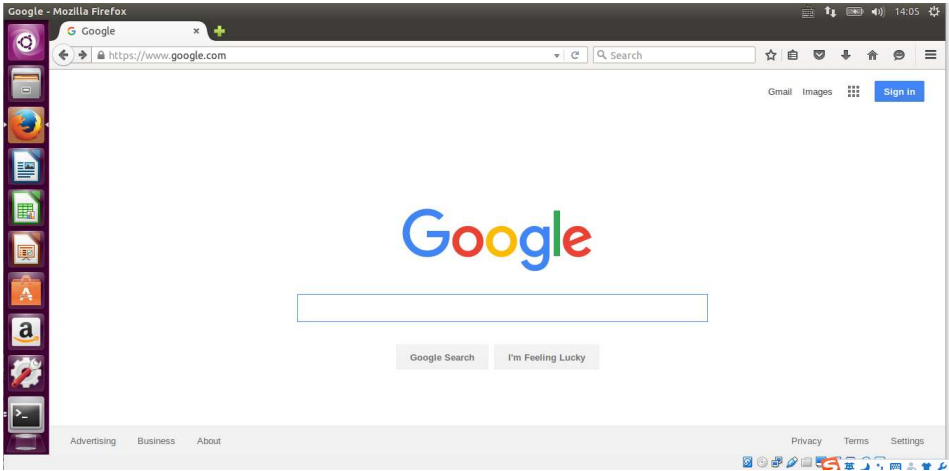 Google - Mozilla Firefox
14:05
Google
https://www.google.com
Search
Gmail Images Sign in
Google
Google Search I'm Feeling Lucky
Advertising Business About Privacy Terms Settings
英